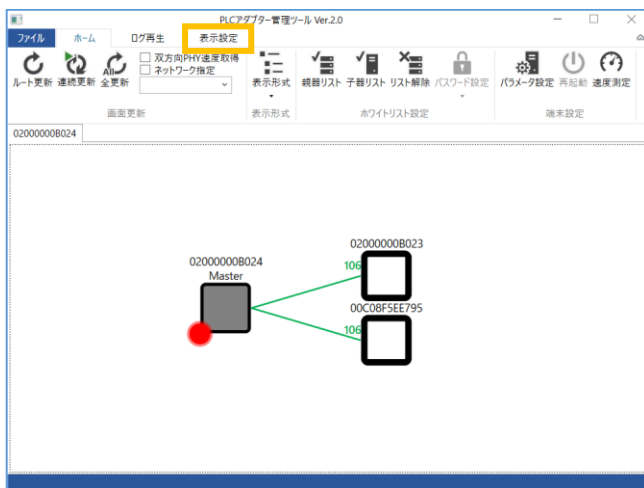 PLCアダプター管理ツール Ver.2.0
ファイル ホーム ログ再生 表示設定
双方向PHY速度取得
ネットワーク指定
ルート更新 連続更新 All 全更新 表示形式 親器リスト 子器リスト リスト解除 パスワード設定 パラメータ設定 再起動 速度測定
画面更新 表示形式 ホワイトリスト設定 端末設定
02000000B024
02000000B023
106
02000000B024
Master
00C08F5EE795
106